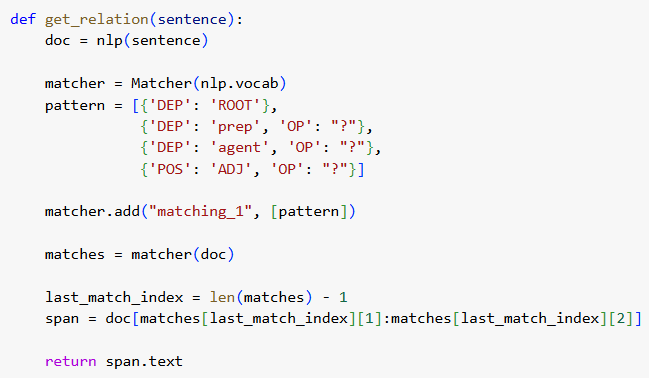 def get_relation(sentence):
    doc = nlp(sentence)

    matcher = Matcher(nlp.vocab)
    pattern = [{'DEP': 'ROOT'},
               {'DEP': 'prep', 'OP': "?"},
               {'DEP': 'agent', 'OP': "?"},
               {'POS': 'ADJ', 'OP': "?"}]

    matcher.add("matching_1", [pattern])

    matches = matcher(doc)

    last_match_index = len(matches) - 1
    span = doc[matches[last_match_index][1]:matches[last_match_index][2]]

    return span.text